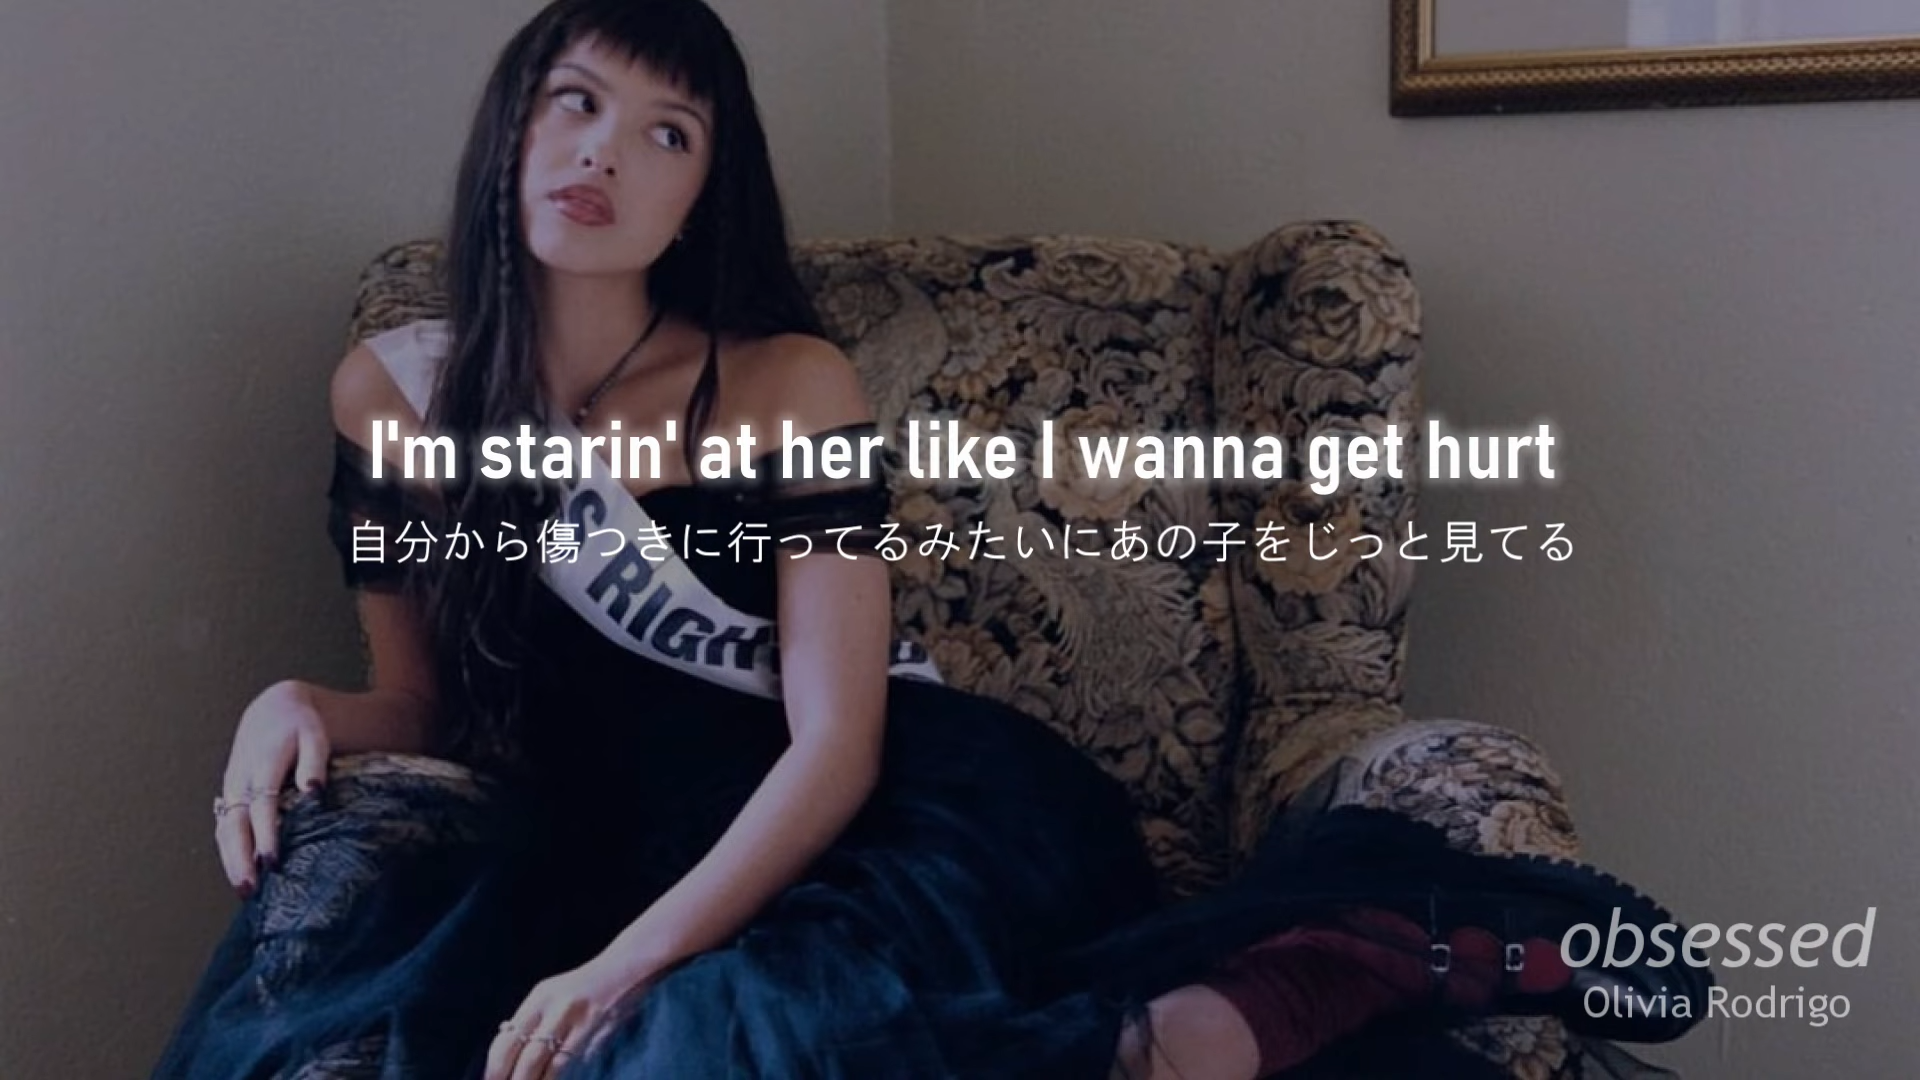 I'm starin' at her like I wanna get hurt
自分から傷つきに行ってるみたいにあの子をじっと見てる
S RIGHT
obsessed
Olivia Rodrigo